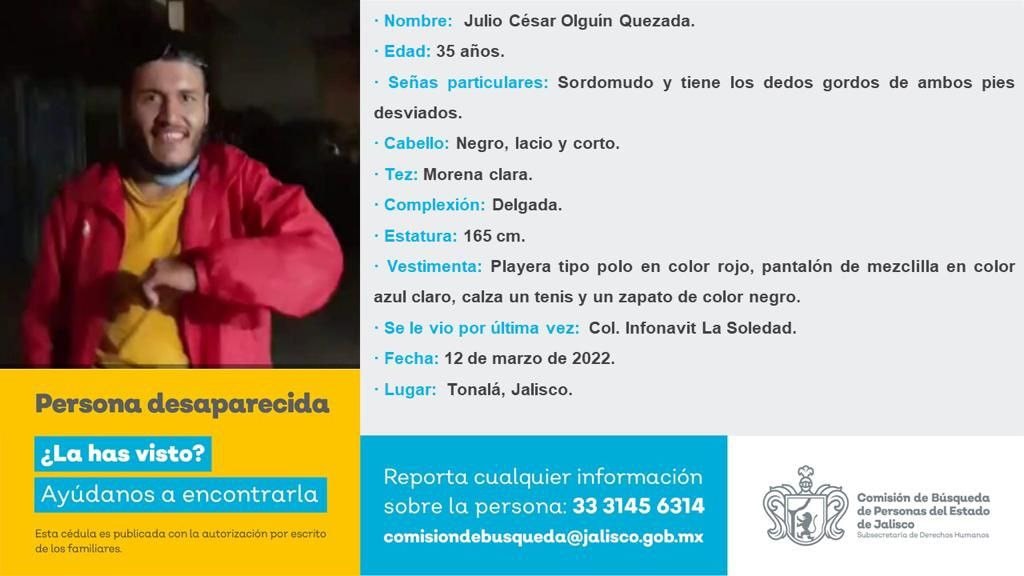 · Nombre: Julio César Olguín Quezada.
· Edad: 35 años.
· Señas particulares: Sordomudo y tiene los dedos gordos de ambos pies
desviados.
· Cabello: Negro, lacio y corto.
· Tez: Morena clara.
· Complexión: Delgada.
· Estatura: 165 cm.
· Vestimenta: Playera tipo polo en color rojo, pantalón de mezclilla en color
azul claro, calza un tenis y un zapato de color negro.
· Se le vio por última vez: Col. Infonavit La Soledad.
· Fecha: 12 de marzo de 2022.
· Lugar: Tonalá, Jalisco.
Persona desaparecida
¿La has visto?
Ayúdanos a encontrarla
Esta cédula es publicada con la autorización por escrito
de los familiares.
Reporta cualquier información
sobre la persona: 33 3145 6314
comisiondebusqueda@jalisco.gob.mx
Comisión de Búsqueda
de Personas del Estado
de Jalisco
Subsecretaría de Derechos Humanos